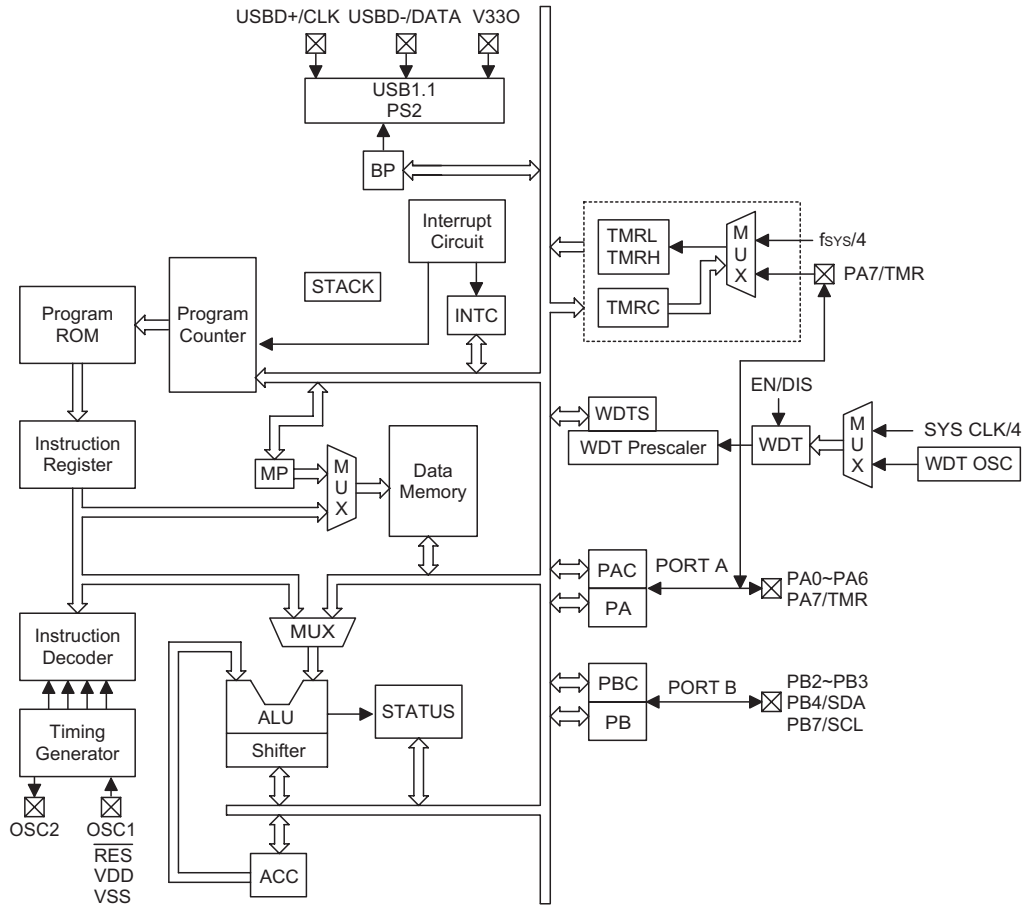 USBD+/CLK USBD-/DATA V33O
USB1.1
PS2
BP
Interrupt
Circuit
STACK
INTC
Program
ROM
Program
Counter
TMRL
TMRH
TMRC
MUX
fSYS/4
PA7/TMR
EN/DIS
WDTS
WDT Prescaler
WDT
MUX
SYS CLK/4
WDT OSC
Instruction
Register
MP
MUX
Data
Memory
PAC
PA
PORT A
PA0~PA6
PA7/TMR
Instruction
Decoder
MUX
PBC
PB
PORT B
PB2~PB3
PB4/SDA
PB7/SCL
ALU
Shifter
STATUS
Timing
Generator
OSC2
OSC1
RES
VDD
VSS
ACC